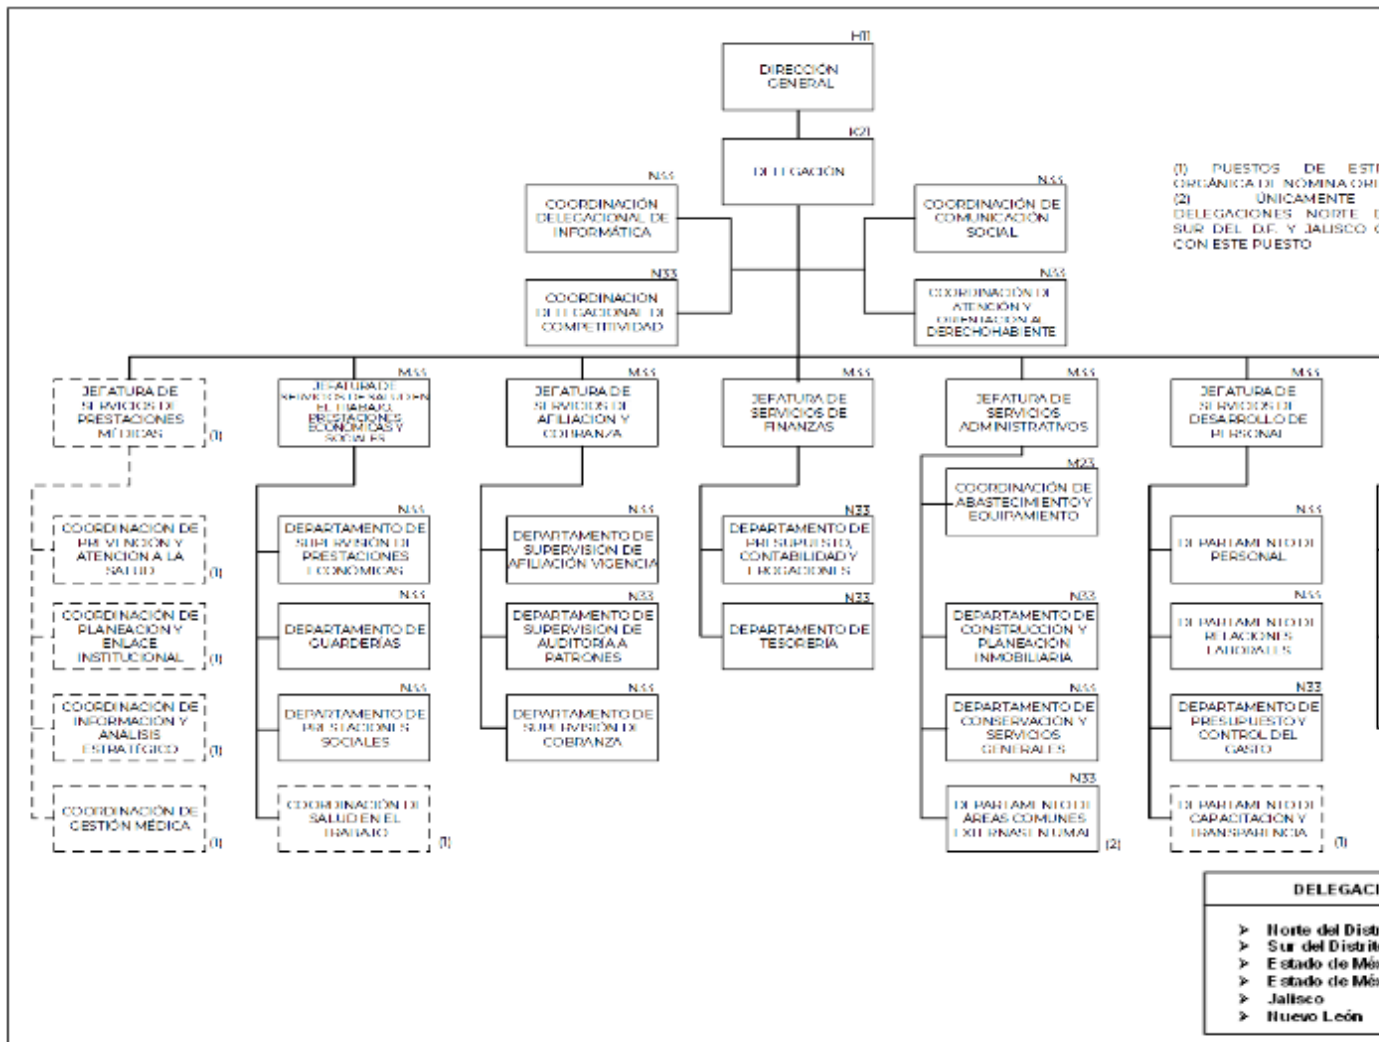 H11
DIRECCIÓN
GENERAL
K21
DELEGACIÓN
(1) PUESTOS DE
ORGÁNICA DE NÓMINA
(2) ÚNICAMENTE
DELEGACIONES NORTE
SUR DEL D.F. Y JALISCO
CON ESTE PUESTO
N33
COORDINACIÓN
DELEGACIONAL DE
INFORMÁTICA
N33
COORDINACIÓN DE
COMUNICACIÓN
SOCIAL
N33
COORDINACIÓN
DELEGACIONAL DE
COMPETITIVIDAD
N33
COORDINACIÓN DE
ATENCIÓN Y
ORIENTACIÓN AL
DERECHOHABIENTE
JEFATURA DE
SERVICIOS DE
PRESTACIONES
MÉDICAS
(1)
M33
JEFATURA DE
SERVICIOS DE SALUD EN
EL TRABAJO,
PRESTACIONES
ECONÓMICAS Y
SOCIALES
M33
JEFATURA DE
SERVICIOS DE
AFILIACIÓN Y
COBRANZA
M33
JEFATURA DE
SERVICIOS DE
FINANZAS
M33
JEFATURA DE
SERVICIOS
ADMINISTRATIVOS
M33
JEFATURA DE
SERVICIOS DE
DESARROLLO DE
PERSONAL
M23
COORDINACIÓN DE
ABASTECIMIENTO Y
EQUIPAMIENTO
COORDINACIÓN DE
PREVENCIÓN Y
ATENCIÓN A LA
SALUD
(1)
N33
DEPARTAMENTO DE
SUPERVISIÓN DE
PRESTACIONES
ECONÓMICAS
N33
DEPARTAMENTO DE
SUPERVISIÓN DE
AFILIACIÓN VIGENCIA
N33
DEPARTAMENTO DE
PRESUPUESTO,
CONTABILIDAD Y
EROGACIONES
N33
DEPARTAMENTO DE
PERSONAL
COORDINACIÓN DE
PLANEACIÓN Y
ENLACE
INSTITUCIONAL
(1)
N33
DEPARTAMENTO DE
GUARDERÍAS
N33
DEPARTAMENTO DE
SUPERVISIÓN DE
AUDITORÍA A
PATRONES
N33
DEPARTAMENTO DE
TESORERÍA
N33
DEPARTAMENTO DE
CONSTRUCCIÓN Y
PLANEACIÓN
INMOBILIARIA
N33
DEPARTAMENTO DE
RELACIONES
LABORALES
COORDINACIÓN DE
INFORMACIÓN Y
ANÁLISIS
ESTRATÉGICO
(1)
N33
DEPARTAMENTO DE
PRESTACIONES
SOCIALES
N33
DEPARTAMENTO DE
SUPERVISIÓN DE
COBRANZA
N33
DEPARTAMENTO DE
CONSERVACIÓN Y
SERVICIOS
GENERALES
N33
DEPARTAMENTO DE
PRESUPUESTO Y
CONTROL DEL
GASTO
COORDINACIÓN DE
GESTIÓN MÉDICA
(1)
COORDINACIÓN DE
SALUD EN EL
TRABAJO
(1)
N33
DEPARTAMENTO DE
ÁREAS COMUNES
EXTERNAS EN UMAE
(2)
DEPARTAMENTO DE
CAPACITACIÓN Y
TRANSPARENCIA
(1)
DELEGACI
Norte del Distr
Sur del Distrit
Estado de Méx
Estado de Méx
Jalisco
Nuevo León